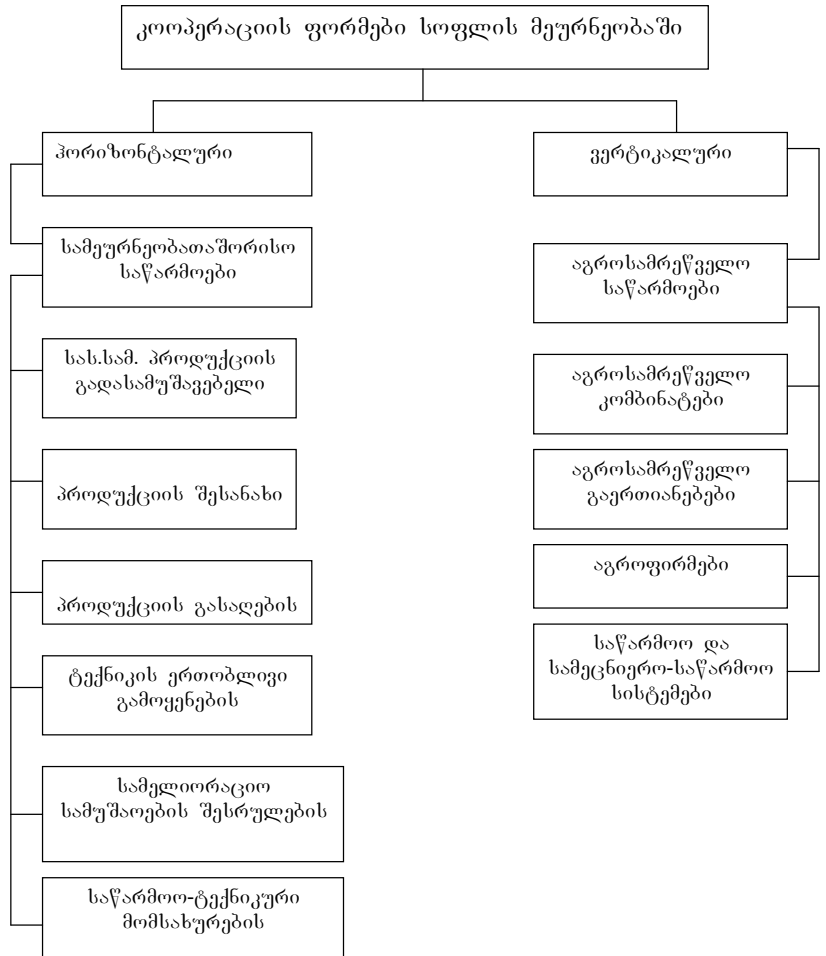 კოოპერაციის ფორმები სოფლის მეურნეობაში
ჰორიზონტალური
სამეურნეობათაშორისო
საწარმოები
სას.სამ. პროდუქციის
გადასამუშავებელი
პროდუქციის შესანახი
პროდუქციის გასაღების
ტექნიკის ერთობლივი
გამოყენების
სამელიორაციო
სამუშაოების შესრულების
საწარმოო-ტექნიკური
მომსახურების
ვერტიკალური
აგროსამრეწველო
საწარმოები
აგროსამრეწველო
კომბინატები
აგროსამრეწველო
გაერთიანებები
აგროფირმები
საწარმოო და
სამეცნიერო-საწარმოო
სისტემები